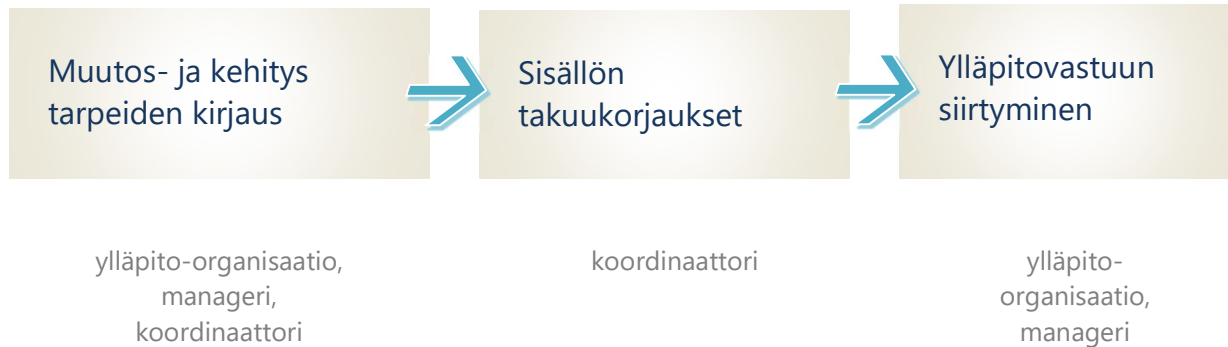 Muutos- ja kehitys
tarpeiden kirjaus
Sisällön
takuukorjaukset
Ylläpitovastuun
siirtyminen
ylläpito-organisaatio,
manageri,
koordinaattori
koordinaattori
ylläpito-
organisaatio,
manageri